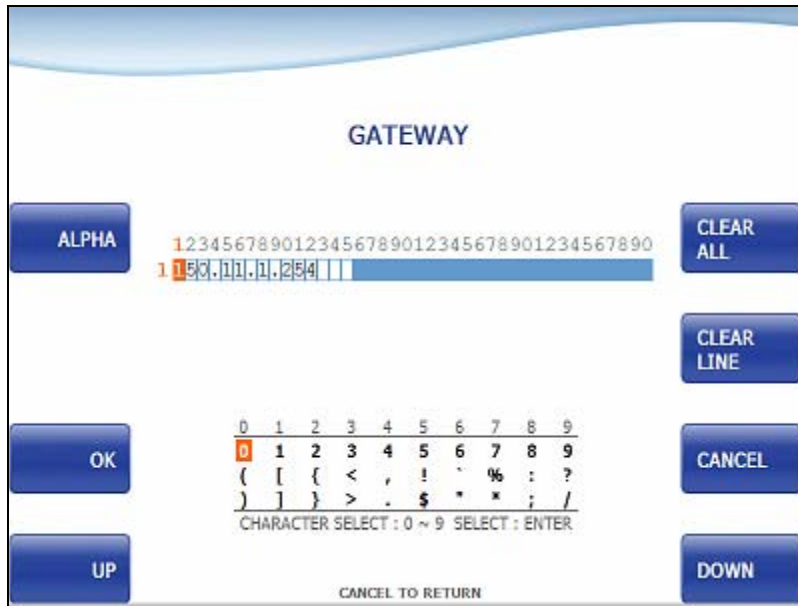 GATEWAY
ALPHA
1234567890123456789012345678901234567890
CLEAR
ALL
1 150.11.1.254
CLEAR
LINE
0 1 2 3 4 5 6 7 8 9
0 1 2 3 4 5 6 7 8 9
( [ { < , ! ` % : ?
) ] } > . $ " * ; /
CHARACTER SELECT : 0 ~ 9 SELECT : ENTER
OK
CANCEL
UP
DOWN
CANCEL TO RETURN